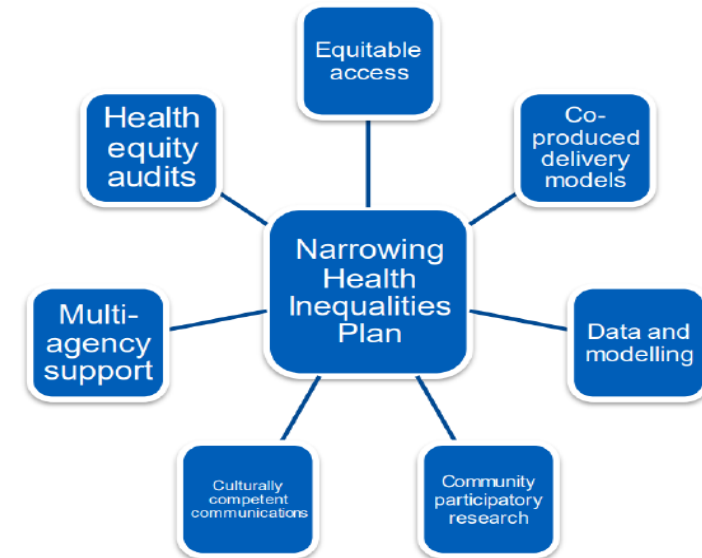 Equitable
access
Co-
produced
delivery
models
Data and
modelling
Community
participatory
research
Culturally
competent
communications
Multi-
agency
support
Health
equity
audits
Narrowing
Health
Inequalities
Plan